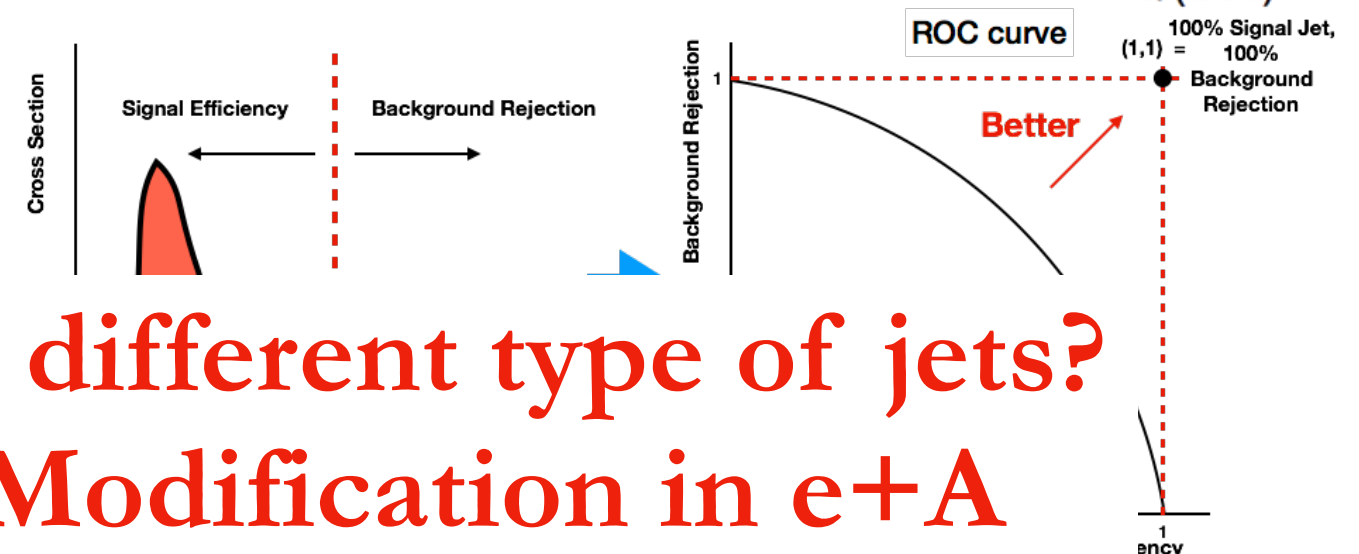 ROC curve
100% Signal Jet,
(1,1) = 100%
Background
Rejection
Cross Section
Signal Efficiency
Background Rejection
Background Rejection
1
Better
different type of jets?
Modification in e+A
1
ency